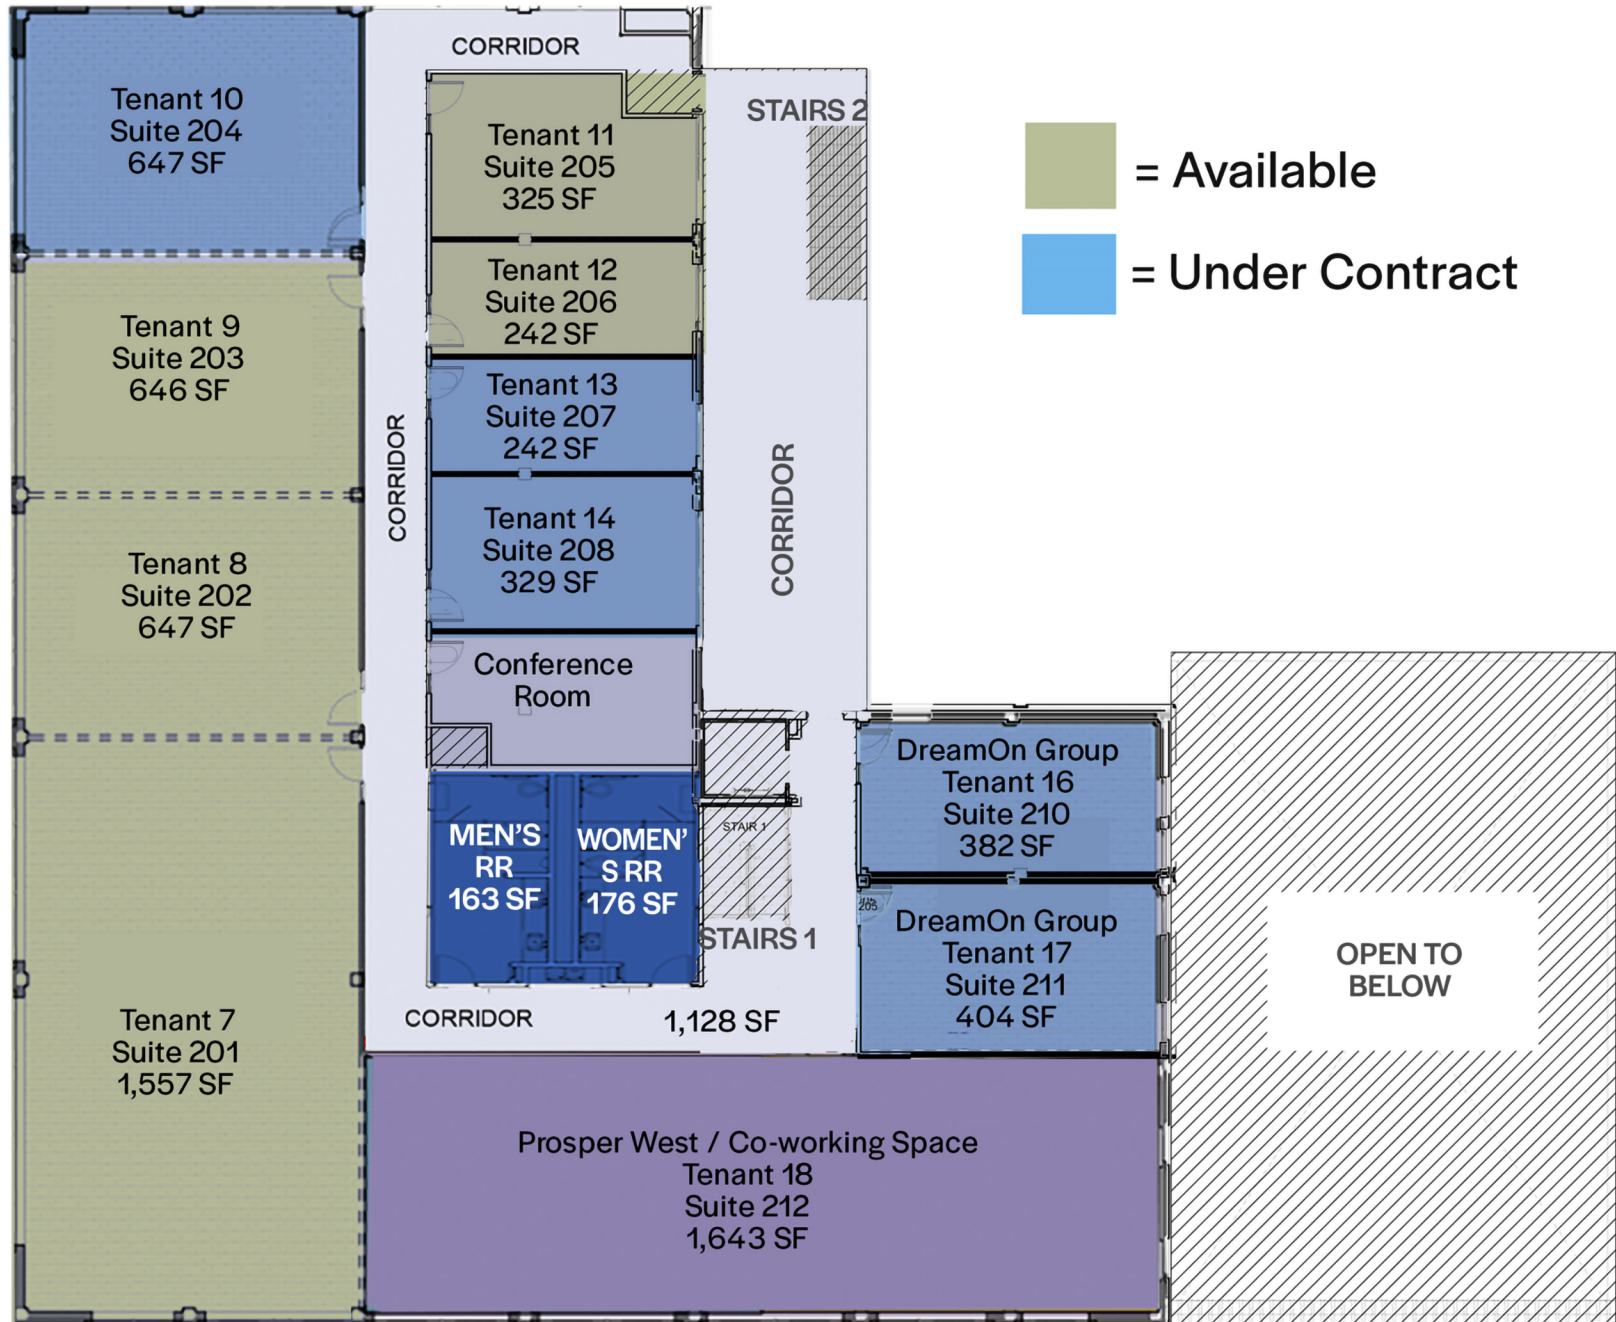 CORRIDOR
Tenant 10
Suite 204
647 SF
Tenant 11
Suite 205
325 SF
STAIRS 2
= Available
= Under Contract
Tenant 12
Suite 206
242 SF
Tenant 9
Suite 203
646 SF
Tenant 13
Suite 207
242 SF
CORRIDOR
CORRIDOR
Tenant 14
Suite 208
329 SF
Tenant 8
Suite 202
647 SF
Conference
Room
DreamOn Group
Tenant 16
Suite 210
382 SF
MEN'S
RR
163 SF
WOMEN'
S RR
176 SF
STAIR 1
STAIRS 1
205
DreamOn Group
Tenant 17
Suite 211
404 SF
OPEN TO
BELOW
CORRIDOR
1,128 SF
Tenant 7
Suite 201
1,557 SF
Prosper West / Co-working Space
Tenant 18
Suite 212
1,643 SF